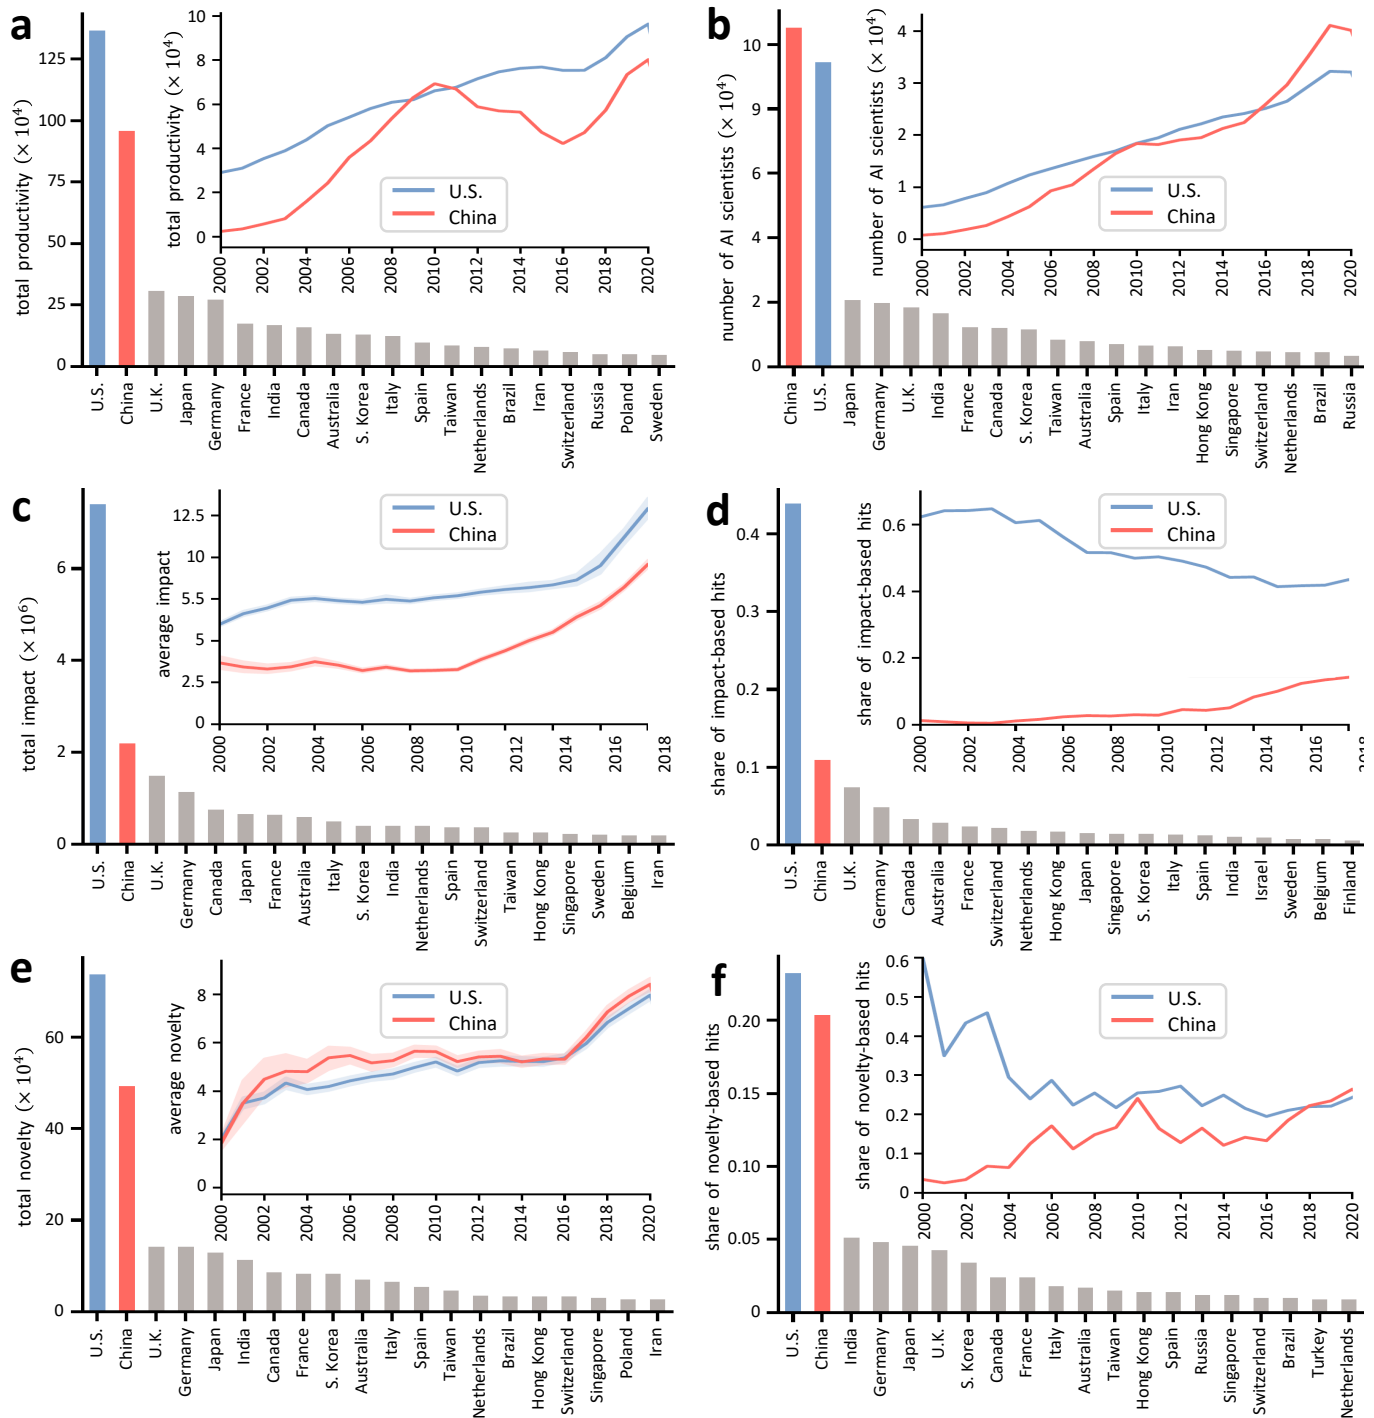 a
total productivity (× 10⁴)
125
100
75
50
25
0
U.S.
China
U.K.
Japan
Germany
France
India
Canada
Australia
S. Korea
Italy
Spain
Taiwan
Netherlands
Brazil
Iran
Switzerland
Russia
Poland
Sweden
total productivity (× 10⁴)
10
8
6
4
2
0
2000
2002
2004
2006
2008
2010
2012
2014
2016
2018
2020
U.S.
China
b
number of AI scientists (× 10⁴)
10
9
6
4
2
0
China
U.S.
Japan
Germany
U.K.
India
France
Canada
S. Korea
Taiwan
Australia
Spain
Italy
Iran
Hong Kong
Singapore
Switzerland
Netherlands
Brazil
Russia
number of AI scientists (× 10⁴)
4
3
2
1
0
2000
2002
2004
2006
2008
2010
2012
2014
2016
2018
2020
U.S.
China
c
total impact (× 10⁶)
6
4
2
0
U.S.
China
U.K.
Germany
Canada
Japan
France
Australia
Italy
S. Korea
India
Netherlands
Spain
Switzerland
Taiwan
Hong Kong
Singapore
Sweden
Belgium
Iran
average impact
12.5
10
5.5
5
2.5
0
2000
2002
2004
2006
2008
2010
2012
2014
2016
2018
U.S.
China
d
share of impact-based hits
0.4
0.3
0.2
0.1
0
U.S.
China
U.K.
Germany
Canada
Australia
France
Switzerland
Netherlands
Hong Kong
Japan
Singapore
S. Korea
Italy
Spain
India
Israel
Sweden
Belgium
Finland
share of impact-based hits
0.6
0.4
0.2
0
2000
2002
2004
2006
2008
2010
2012
2014
2016
2018
U.S.
China
e
total novelty (× 10⁴)
60
40
20
0
U.S.
China
U.K.
Germany
Japan
India
Canada
France
S. Korea
Australia
Italy
Spain
Taiwan
Netherlands
Brazil
Hong Kong
Switzerland
Singapore
Poland
Iran
average novelty
8
6
4
2
0
2000
2002
2004
2006
2008
2010
2012
2014
2016
2018
2020
U.S.
China
f
share of novelty-based hits
0.20
0.15
0.10
0.05
0
U.S.
China
India
Germany
Japan
U.K.
S. Korea
Canada
France
Italy
Australia
Taiwan
Hong Kong
Spain
Russia
Singapore
Switzerland
Brazil
Turkey
Netherlands
share of novelty-based hits
0.6
0.5
0.4
0.3
0.2
0.1
0
2000
2002
2004
2006
2008
2010
2012
2014
2016
2018
2020
U.S.
China